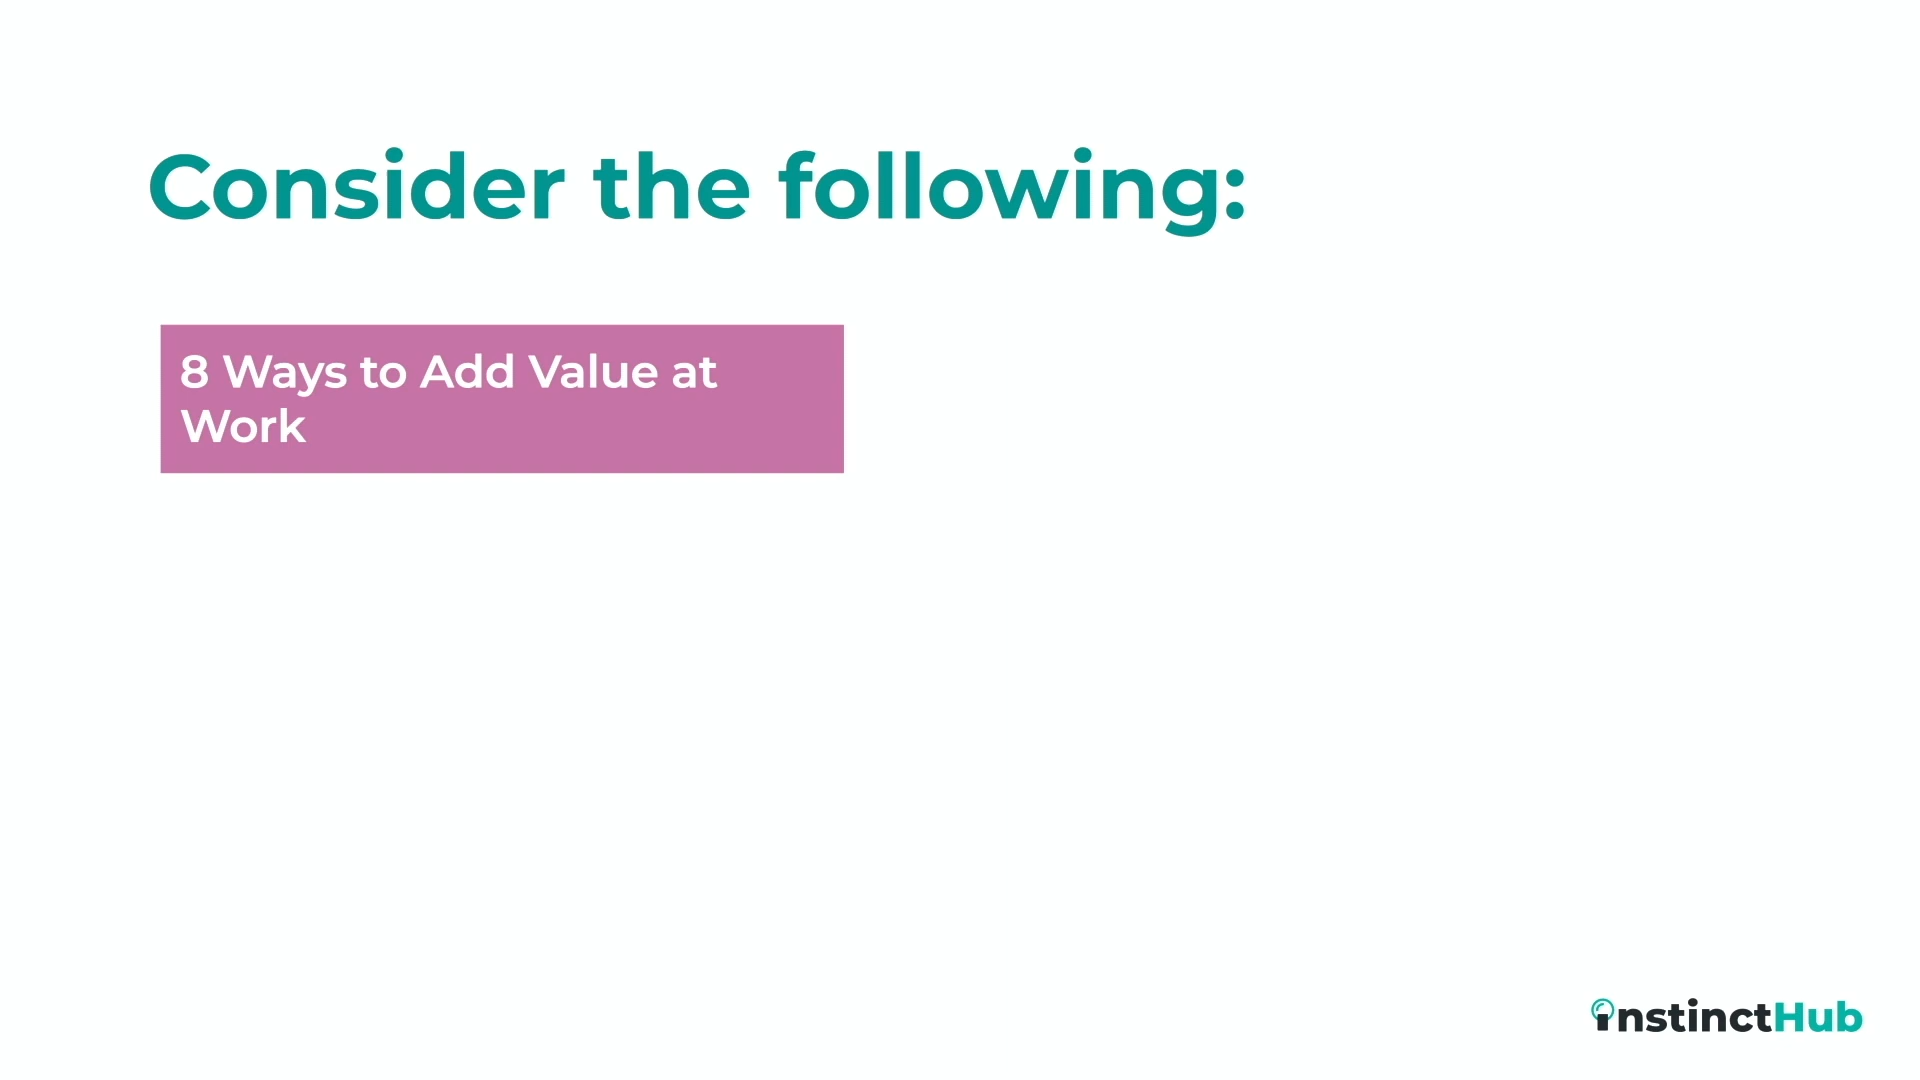 Consider the following:
8 Ways to Add Value at
Work
instinctHub